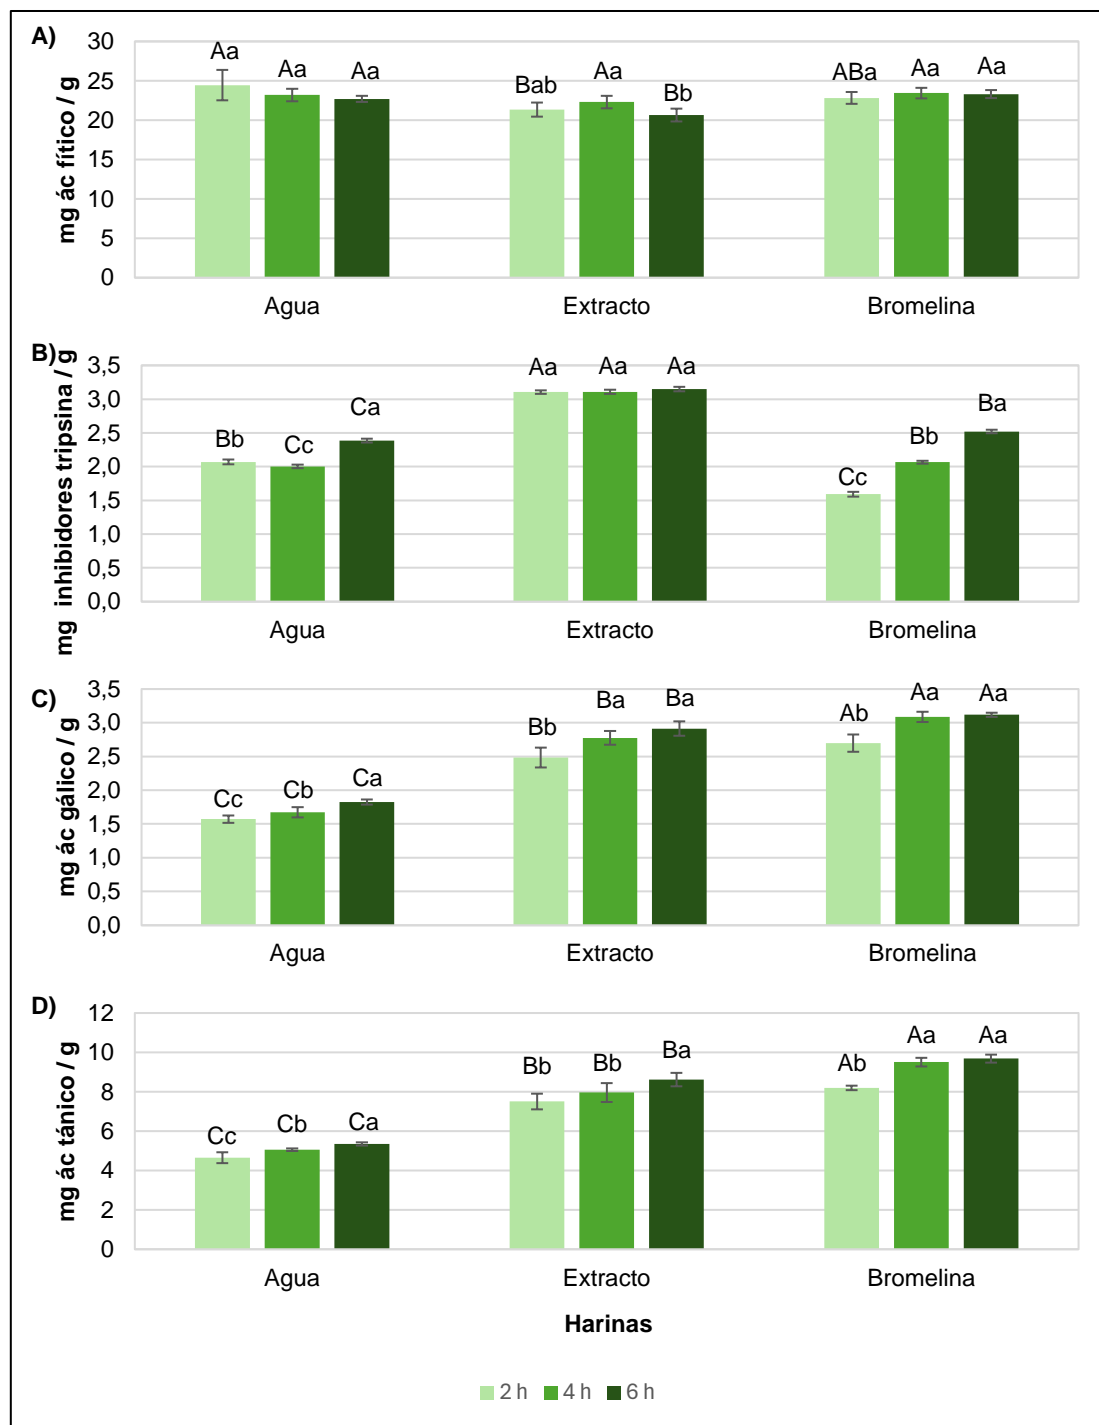 A)
mg ác fítico / g
30
25
20
15
10
5
0
Aa Aa Aa Bab Aa Bb ABa Aa Aa
Agua Extracto Bromelina
B)
mg inhibidores tripsina / g
3,5
3,0
2,5
2,0
1,5
1,0
0,5
0,0
Bb Cc Ca Aa Aa Aa Cc Bb Ba
Agua Extracto Bromelina
C)
mg ác gálico / g
3,5
3,0
2,5
2,0
1,5
1,0
0,5
0,0
Cc Cb Ca Bb Ba Ba Ab Aa Aa
Agua Extracto Bromelina
D)
mg ác tánico / g
12
10
8
6
4
2
0
Cc Cb Ca Bb Bb Ba Ab Aa Aa
Agua Extracto Bromelina
Harinas
2 h 4 h 6 h